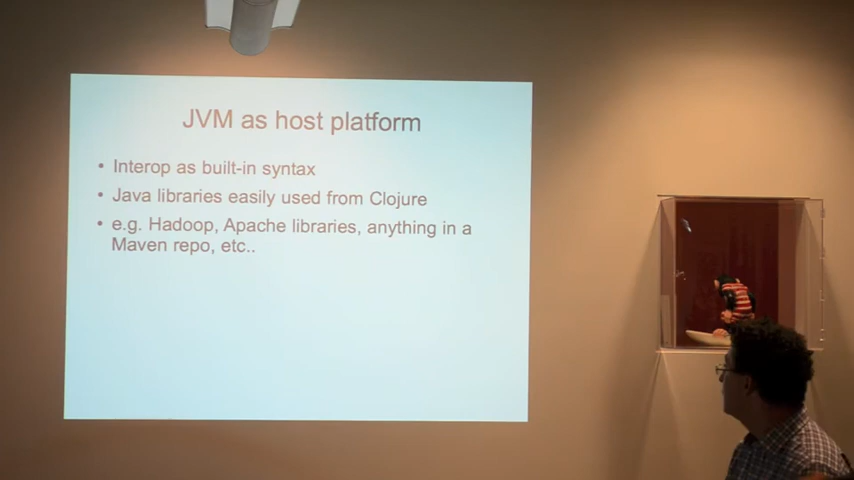 JVM as host platform
• Interop as built-in syntax
• Java libraries easily used from Clojure
• e.g. Hadoop, Apache libraries, anything in a
Maven repo, etc..